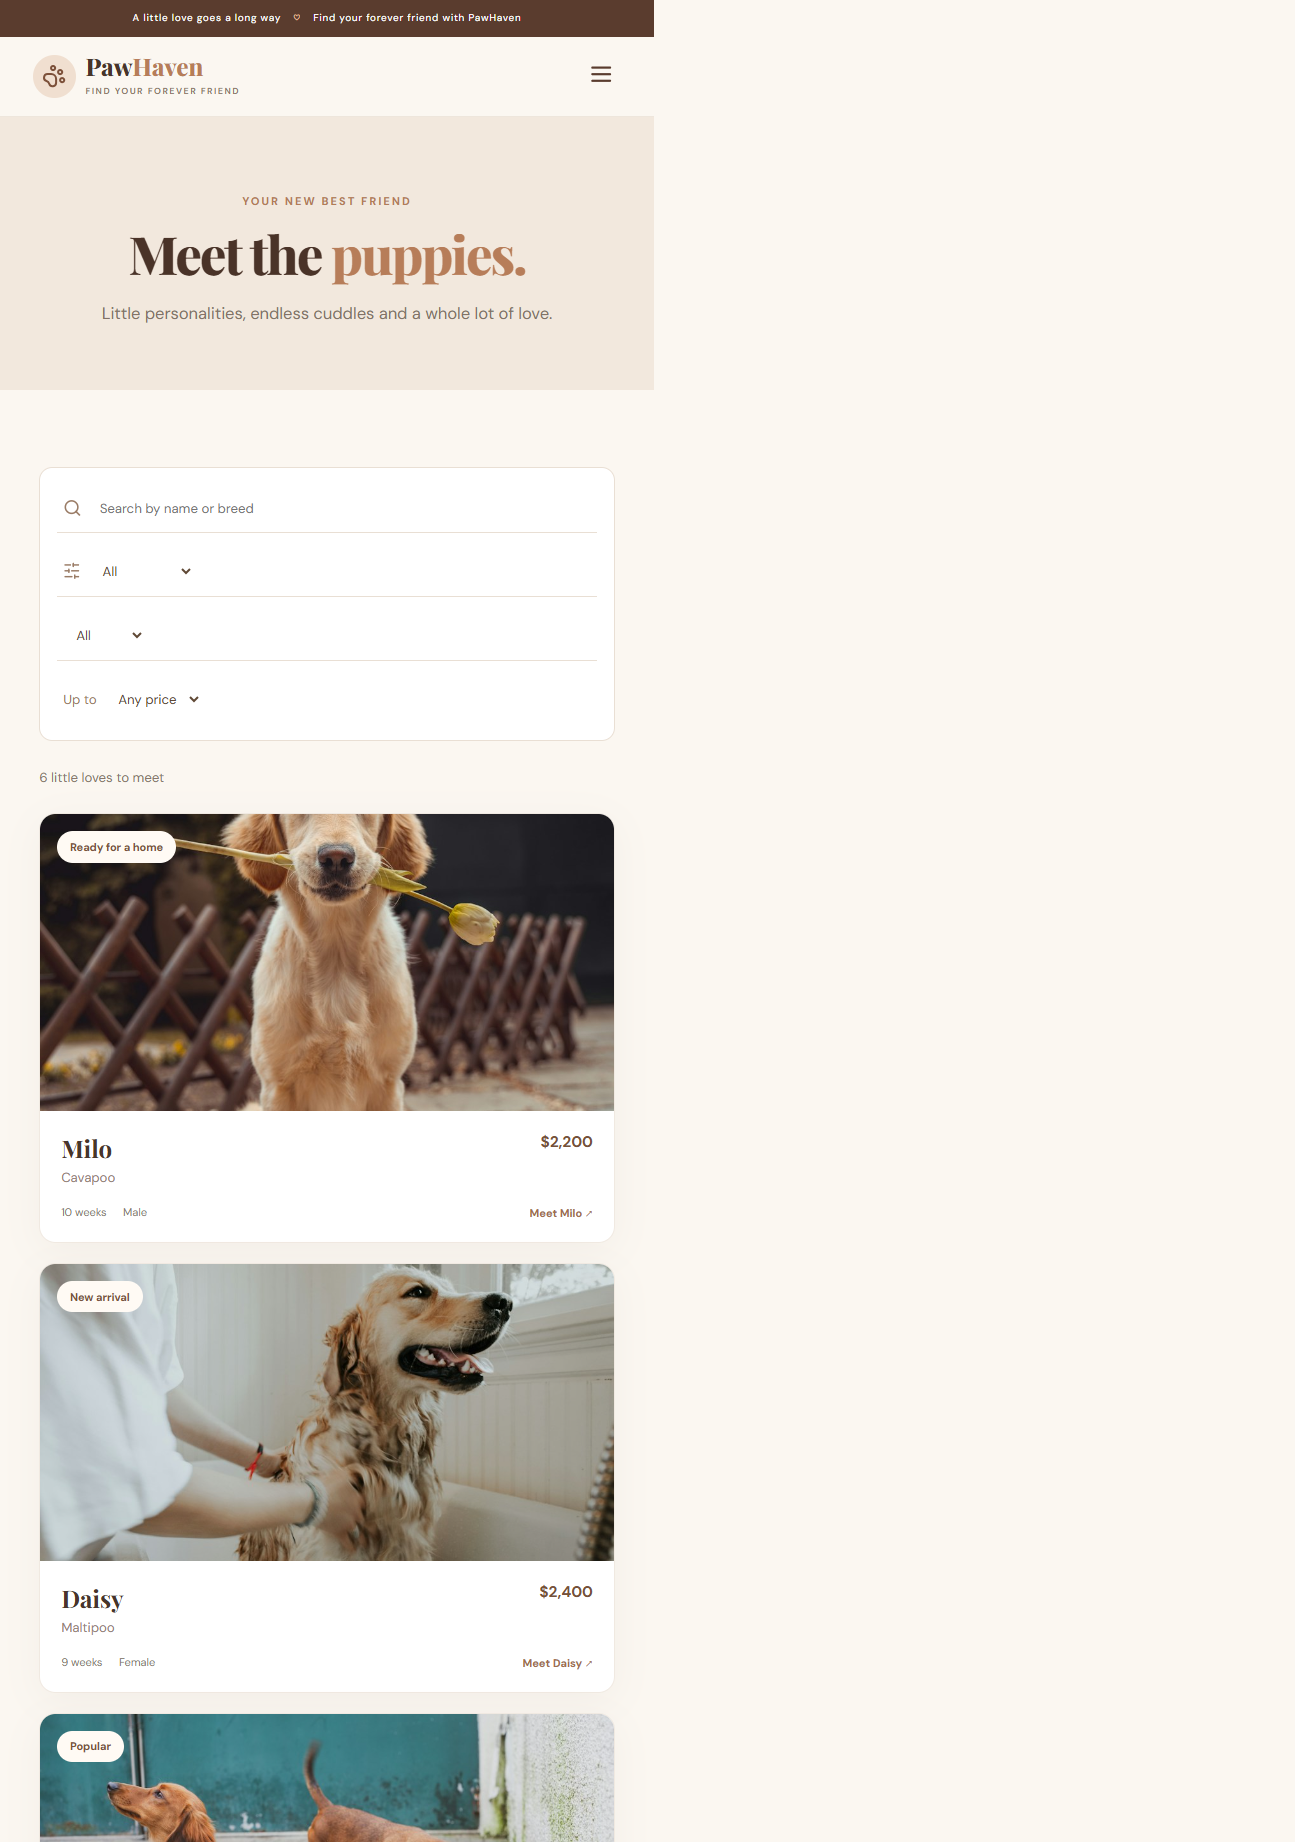 A little love goes a long way ♡ Find your forever friend with PawHaven
PawHaven
FIND YOUR FOREVER FRIEND
YOUR NEW BEST FRIEND
Meet the puppies.
Little personalities, endless cuddles and a whole lot of love.
Search by name or breed
All
All
Up to Any price
6 little loves to meet
Ready for a home
Milo
$2,200
Cavapoo
10 weeks Male
Meet Milo ↗
New arrival
Daisy
$2,400
Maltipoo
9 weeks Female
Meet Daisy ↗
Popular